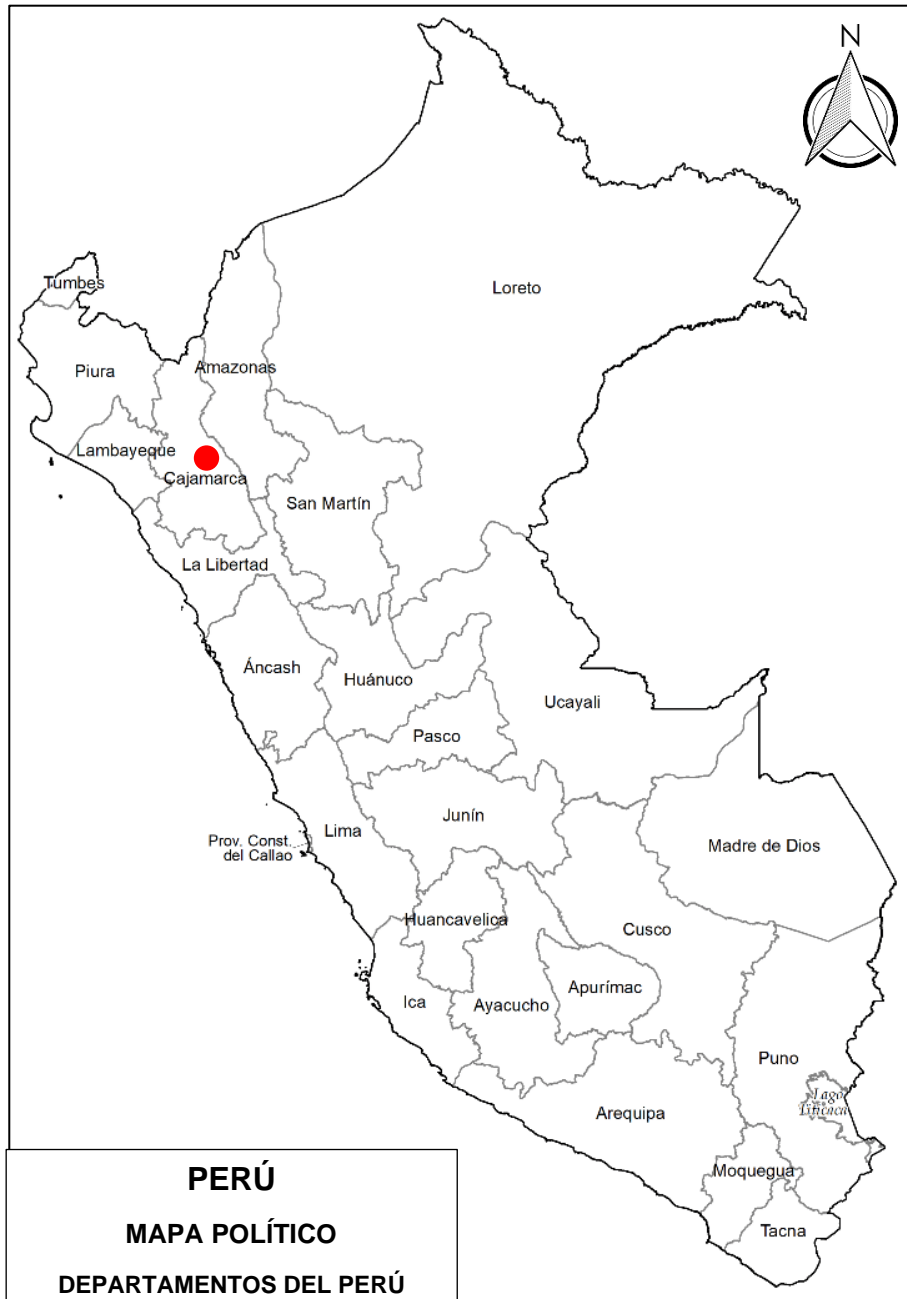 N
Loreto
Tumbes
Amazonas
Piura
Lambayeque
Cajamarca
San Martín
La Libertad
Áncash
Huánuco
Ucayali
Pasco
Junín
Lima
Prov. Const.
del Callao
Madre de Dios
Huancavelica
Cusco
Apurímac
Ica
Ayacucho
Puno
Lago
Titicaca
Arequipa
Moquegua
Tacna
PERÚ
MAPA POLÍTICO
DEPARTAMENTOS DEL PERÚ